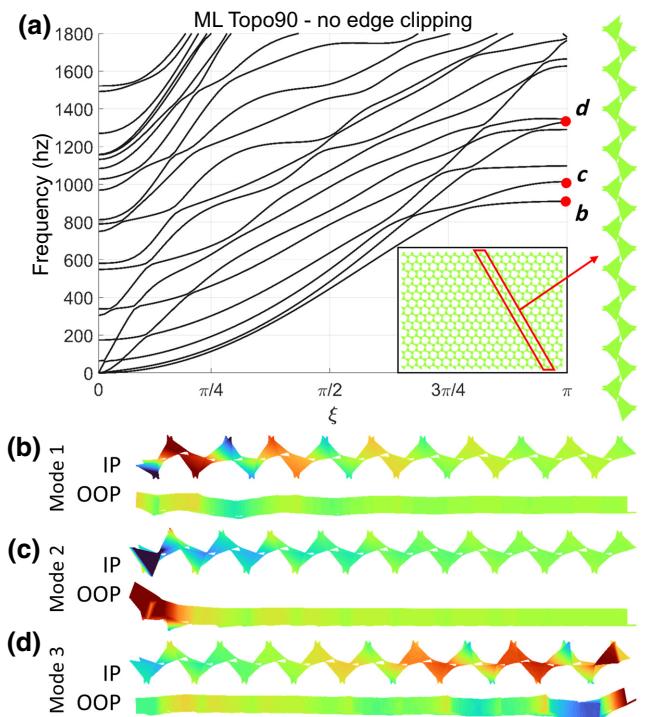 (a)
ML Topo90 - no edge clipping
1800
1600
1400
1200
1000
800
600
400
200
0
Frequency (hz)
0
π/4
π/2
3π/4
π
ξ
d
c
b
(b)
Mode 1
IP
OOP
(c)
Mode 2
IP
OOP
(d)
Mode 3
IP
OOP